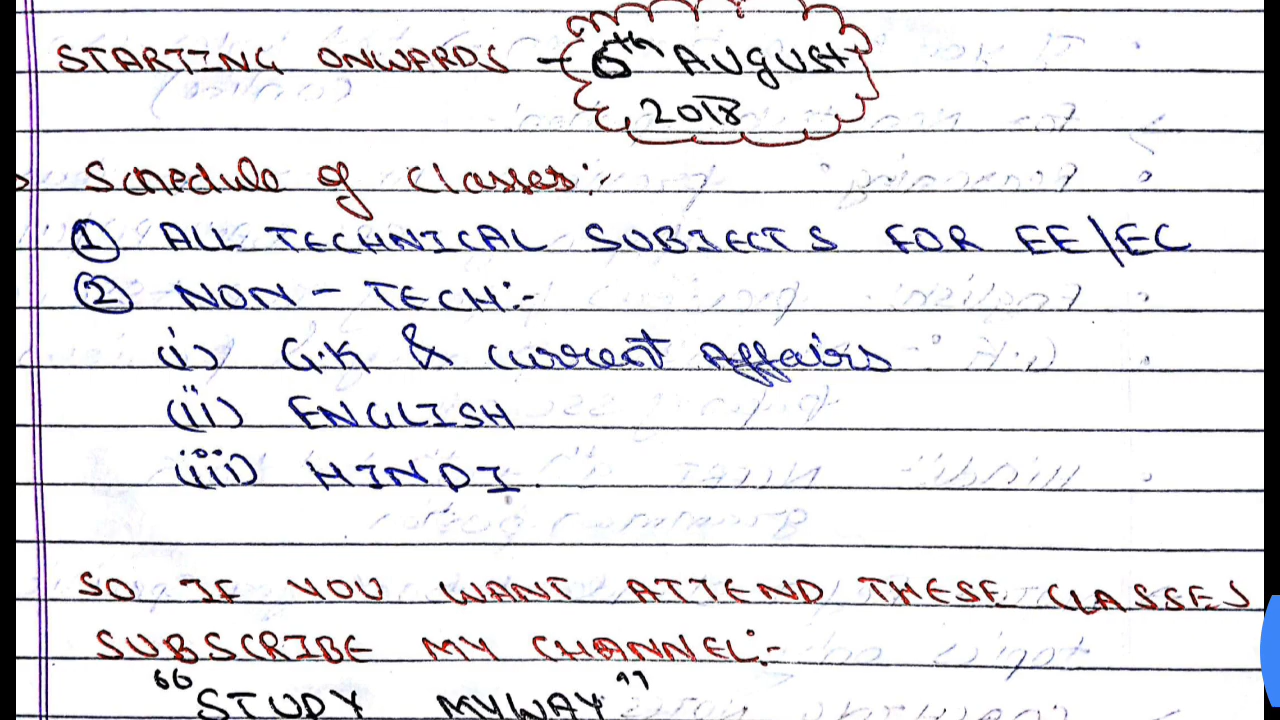 STARTING ONWARDS - 6th AUgUSt
2018
Schedule of classes:-
① ALL TECHNICAL SUBJECTS FOR EE/EC
② NON - TECH:-
(i) G.K & Current Affairs
(ii) ENGLISH
(iii) HINDI
SO IF YOU WANT ATTEND THESE CLASSES
SUBSCRIBE MY CHANNEL:-
"STUDY MYWAY"